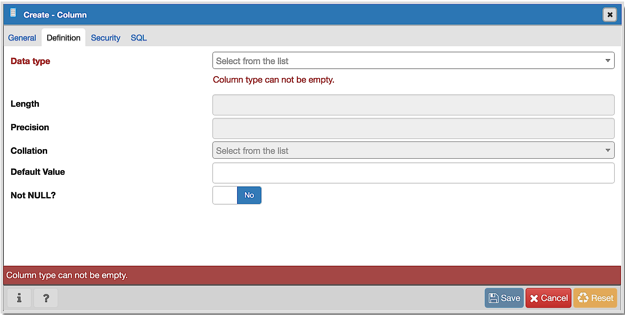 Create - Column
General Definition Security SQL
Data type Select from the list
Column type can not be empty.
Length
Precision
Collation Select from the list
Default Value
Not NULL? No
Column type can not be empty.
i ? Save Cancel Reset